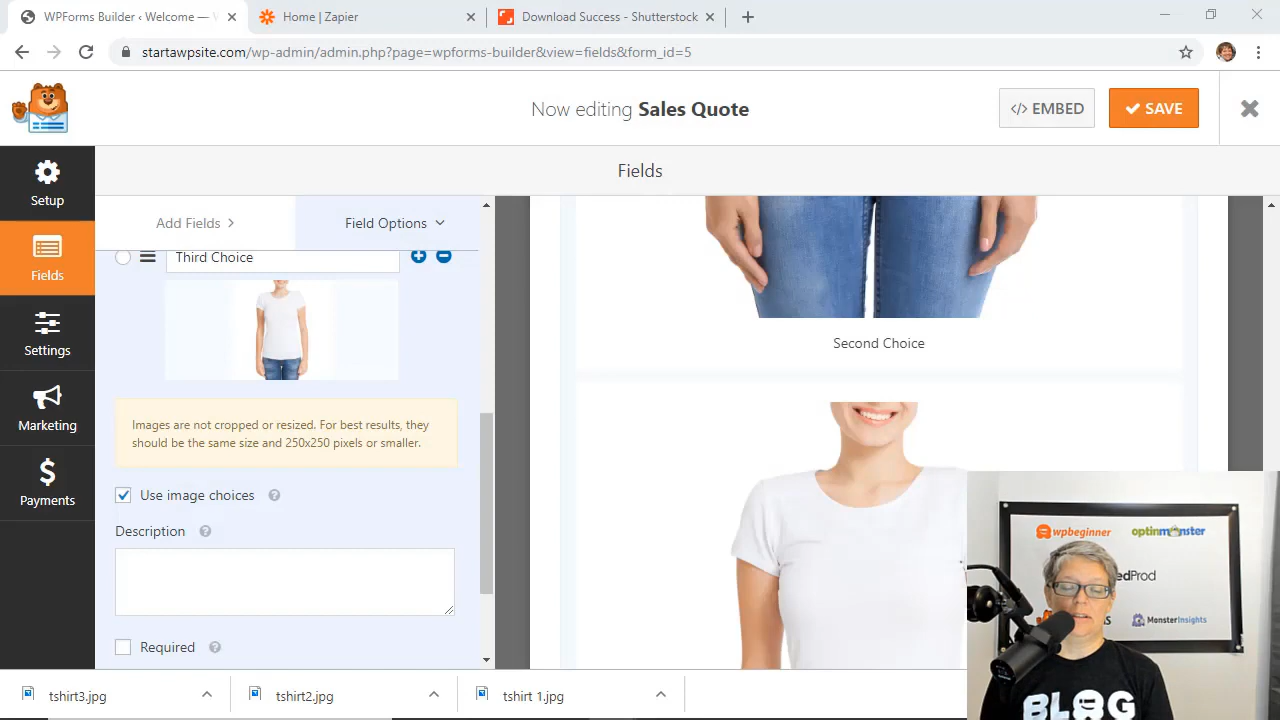 WPForms Builder ‹ Welcome —
Home | Zapier
Download Success - Shutterstock
startawpsite.com/wp-admin/admin.php?page=wpforms-builder&view=fields&form_id=5
Now editing Sales Quote
</> EMBED
SAVE
Setup
Fields
Settings
Marketing
Payments
Fields
Add Fields
Field Options
Third Choice
Images are not cropped or resized. For best results, they
should be the same size and 250x250 pixels or smaller.
Use image choices
Description
Required
Second Choice
wpbeginner
optinmonster
edProd
MonsterInsights
BLOG
tshirt3.jpg
tshirt2.jpg
tshirt 1.jpg